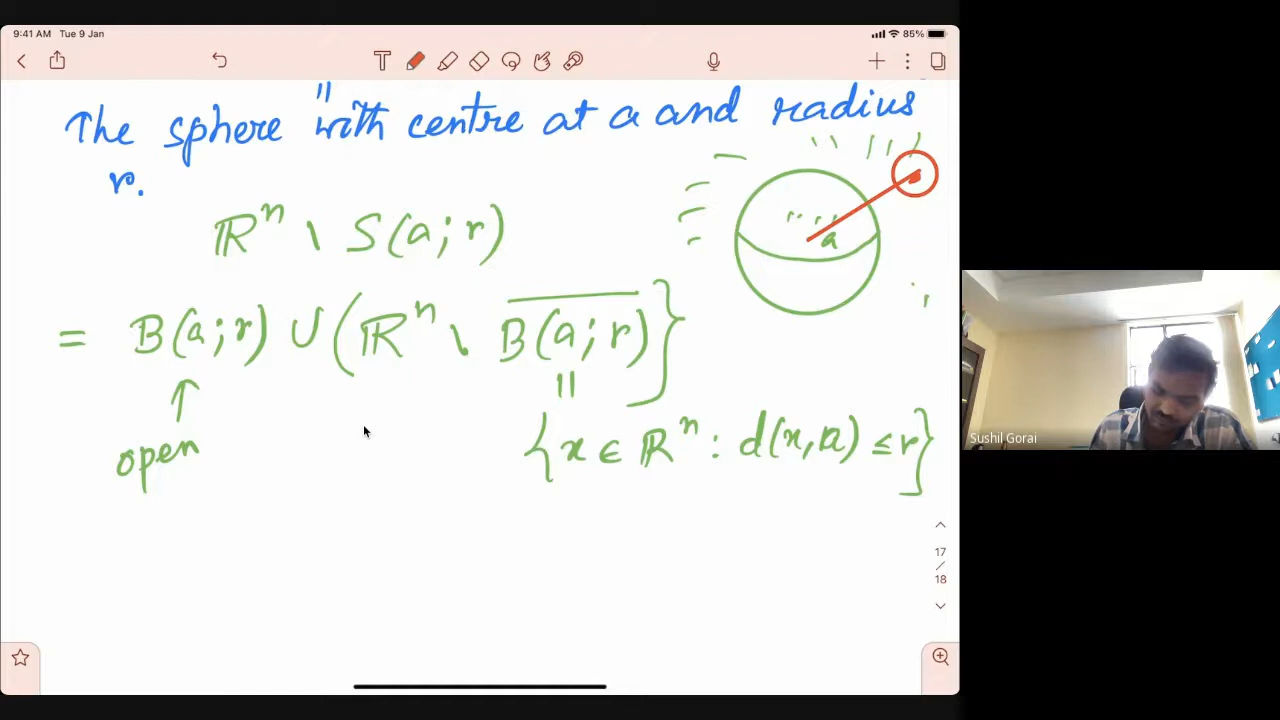 9:41 AM Tue 9 Jan 85%
T
The sphere with centre at a and radius
r.
ℝⁿ \ S(a; r)
a
= B(a; r) ∪ (ℝⁿ \ B̅(̅a̅;̅ ̅r̅)̅}
=
open
{x ∈ ℝⁿ : d(x, a) ≤ r}
Sushil Gorai
17
/
18